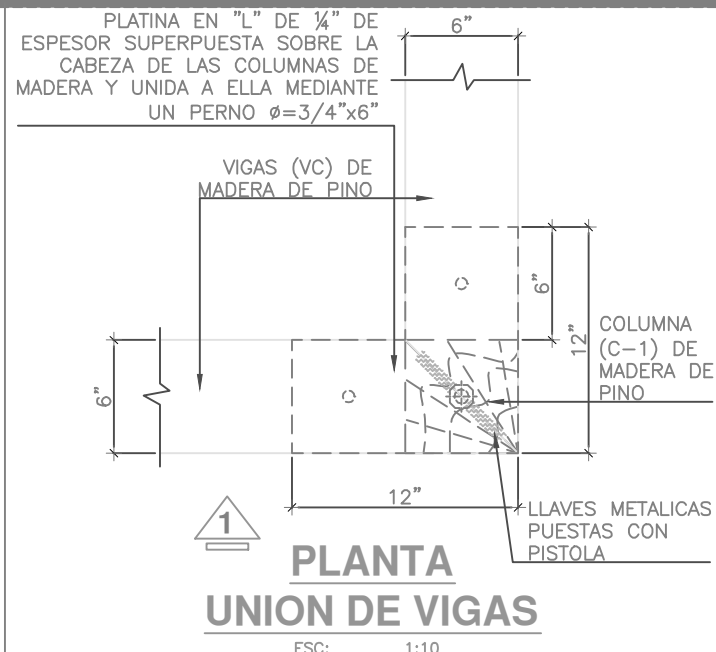 PLATINA EN "L" DE ¼" DE
ESPESOR SUPERPUESTA SOBRE LA
CABEZA DE LAS COLUMNAS DE
MADERA Y UNIDA A ELLA MEDIANTE
UN PERNO ø=3/4"x6"
6"
VIGAS (VC) DE
MADERA DE PINO
6"
12"
COLUMNA
(C-1) DE
MADERA DE
PINO
6"
12"
LLAVES METALICAS
PUESTAS CON
PISTOLA
1
PLANTA
UNION DE VIGAS
ESC: 1:10